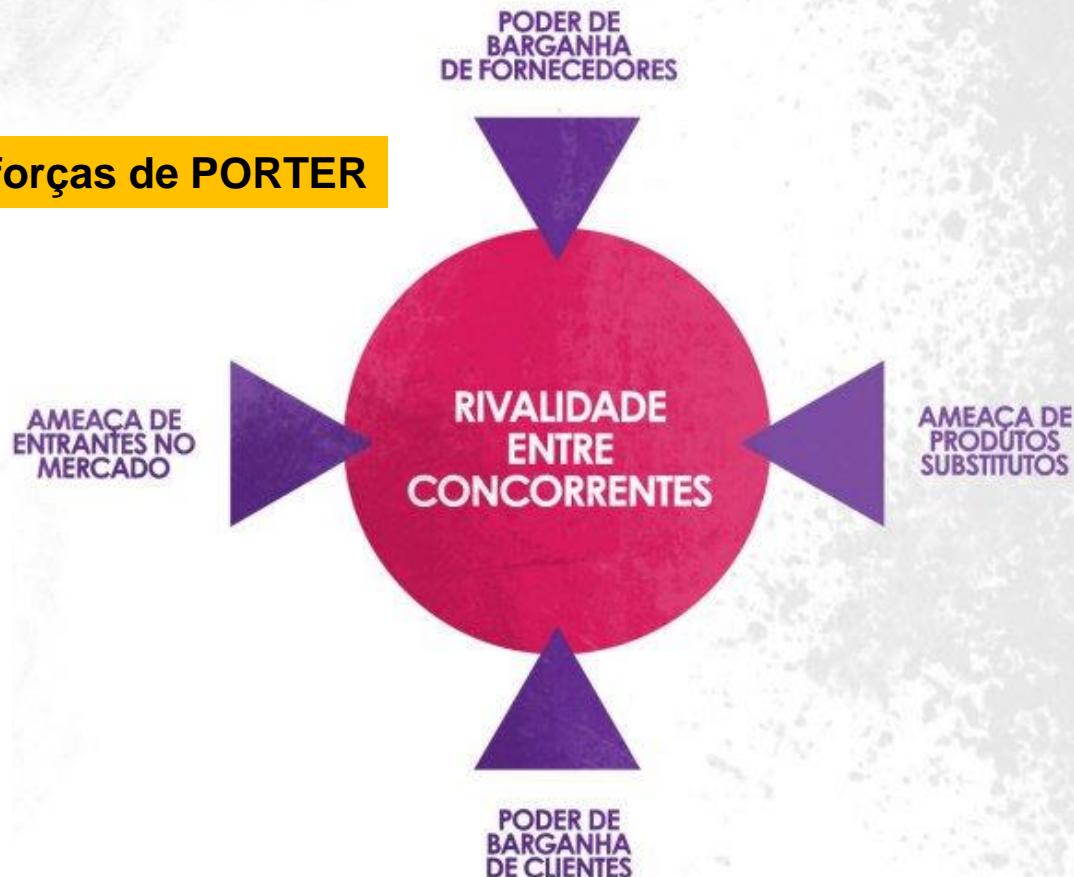 PODER DE
BARGANHA
DE FORNECEDORES
forças de PORTER
AMEAÇA DE
ENTRANTES NO
MERCADO
RIVALIDADE
ENTRE
CONCORRENTES
AMEAÇA DE
PRODUTOS
SUBSTITUTOS
PODER DE
BARGANHA
DE CLIENTES